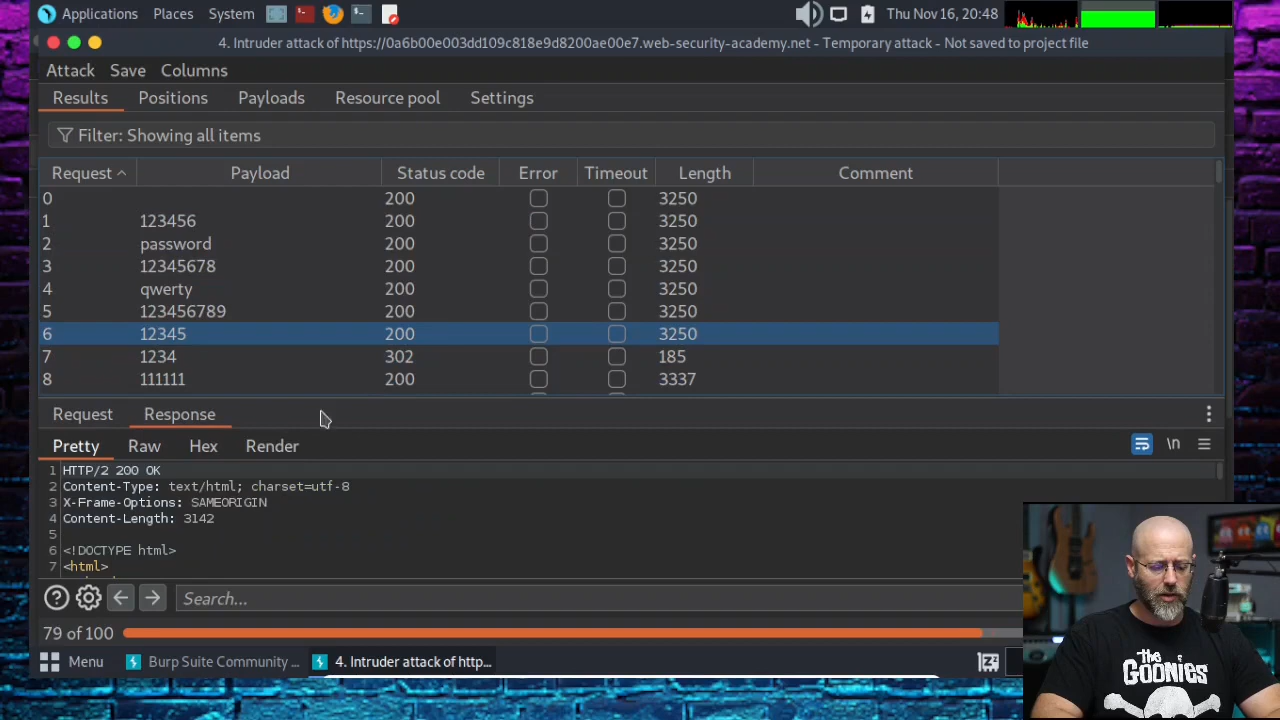 Applications Places System Thu Nov 16, 20:48
4. Intruder attack of https://0a6b00e003dd109c818e9d8200ae00e7.web-security-academy.net - Temporary attack - Not saved to project file
Attack Save Columns
Results Positions Payloads Resource pool Settings
Filter: Showing all items
Request Payload Status code Error Timeout Length Comment
0 200 3250
1 123456 200 3250
2 password 200 3250
3 12345678 200 3250
4 qwerty 200 3250
5 123456789 200 3250
6 12345 200 3250
7 1234 302 185
8 111111 200 3337
Request Response
Pretty Raw Hex Render
\n
1 HTTP/2 200 OK
2 Content-Type: text/html; charset=utf-8
3 X-Frame-Options: SAMEORIGIN
4 Content-Length: 3142
5
6 <!DOCTYPE html>
7 <html>
Search...
79 of 100
Menu Burp Suite Community ... 4. Intruder attack of http...
THE
GOONIES